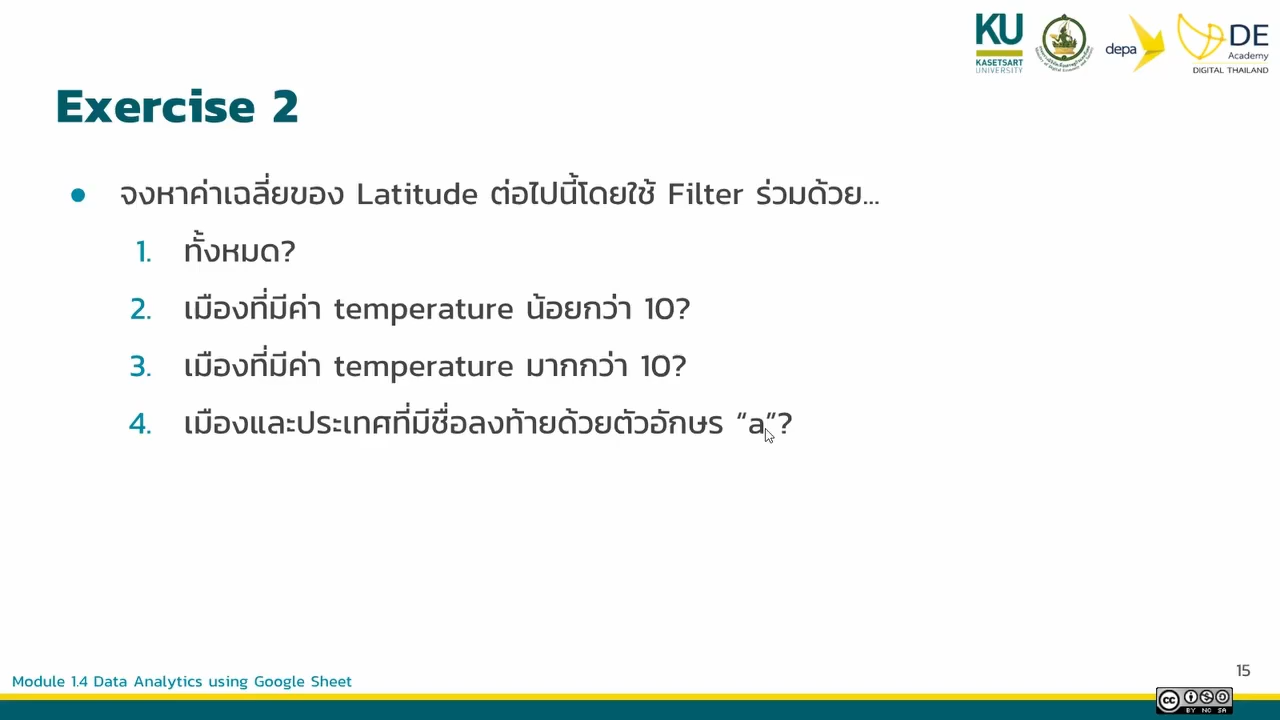 KU
KASETSART
UNIVERSITY
depa
DE
Academy
DIGITAL THAILAND
Exercise 2
● จงหาค่าเฉลี่ยของ Latitude ต่อไปนี้โดยใช้ Filter ร่วมด้วย...
1. ทั้งหมด?
2. เมืองที่มีค่า temperature น้อยกว่า 10?
3. เมืองที่มีค่า temperature มากกว่า 10?
4. เมืองและประเทศที่มีชื่อลงท้ายด้วยตัวอักษร “a”?
15
Module 1.4 Data Analytics using Google Sheet
cc
BY NC SA